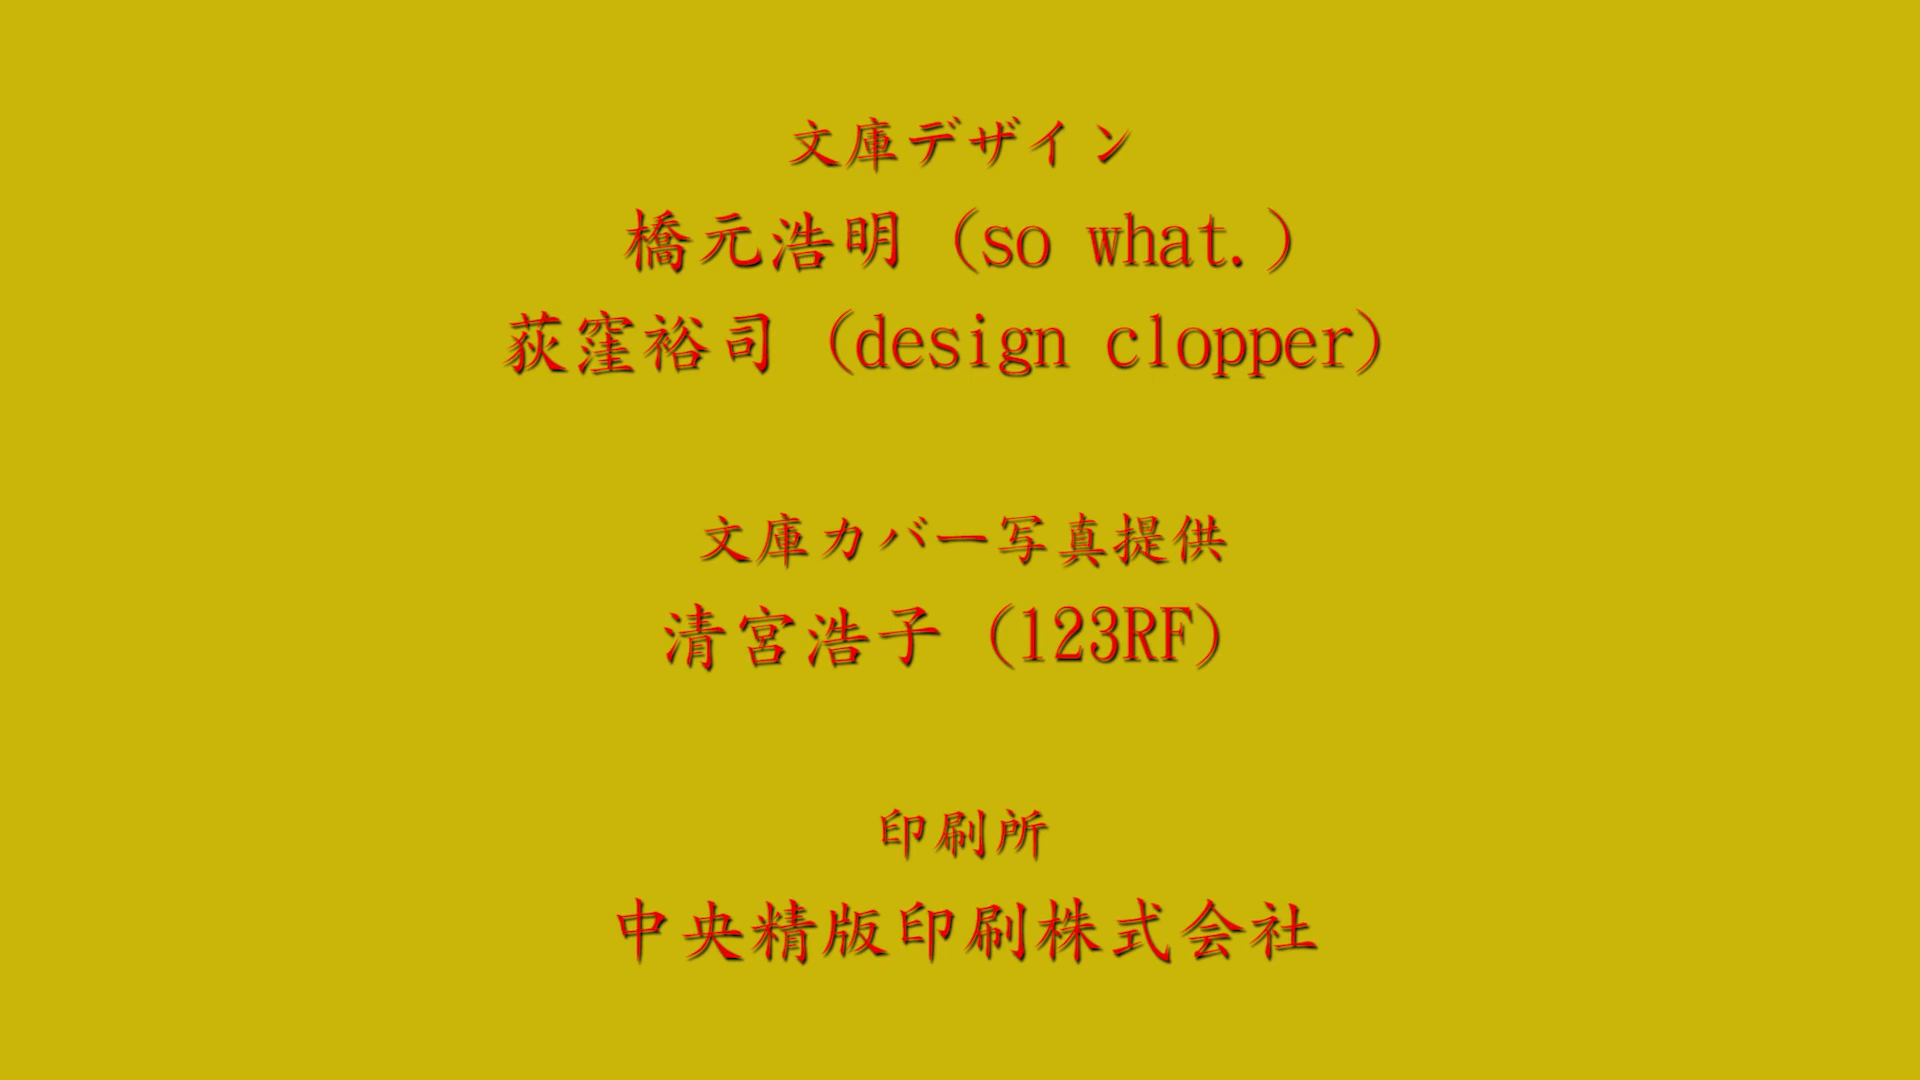 文庫デザイン
橋元浩明 (so what.)
荻窪裕司 (design clopper)
文庫カバー写真提供
清宮浩子 (123RF)
印刷所
中央精版印刷株式会社